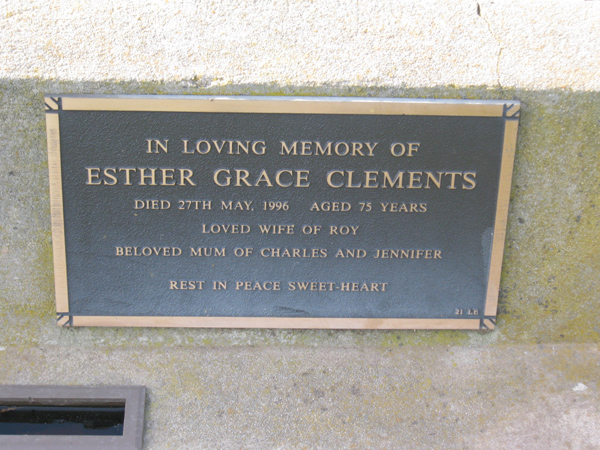 IN LOVING MEMORY OF
ESTHER GRACE CLEMENTS
DIED 27TH MAY, 1996 AGED 75 YEARS
LOVED WIFE OF ROY
BELOVED MUM OF CHARLES AND JENNIFER
REST IN PEACE SWEET-HEART